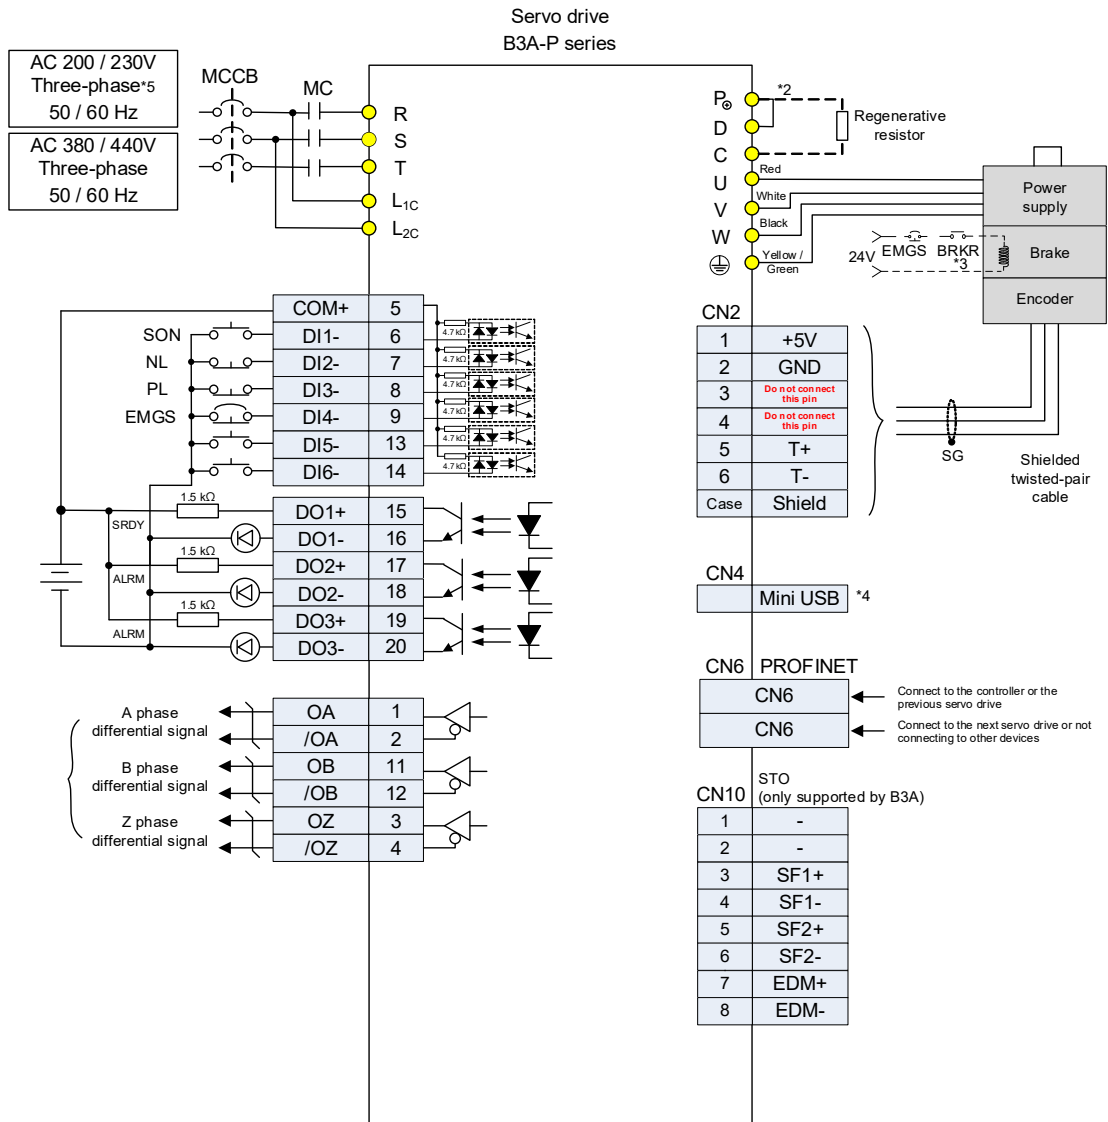 Servo drive
B3A-P series
AC 200 / 230V
Three-phase*5
50 / 60 Hz
AC 380 / 440V
Three-phase
50 / 60 Hz
MCCB
MC
R
S
T
L1C
L2C
P⊕
D
C
U
V
W
*2
Regenerative
resistor
Red
White
Black
Yellow /
Green
Power
supply
24V
EMGS
BRKR
*3
Brake
Encoder
SON
NL
PL
EMGS
COM+ 5
DI1- 6
DI2- 7
DI3- 8
DI4- 9
DI5- 13
DI6- 14
4.7 kΩ
4.7 kΩ
4.7 kΩ
4.7 kΩ
4.7 kΩ
4.7 kΩ
1.5 kΩ
SRDY
1.5 kΩ
ALRM
1.5 kΩ
ALRM
DO1+ 15
DO1- 16
DO2+ 17
DO2- 18
DO3+ 19
DO3- 20
A phase
differential signal
B phase
differential signal
Z phase
differential signal
OA 1
/OA 2
OB 11
/OB 12
OZ 3
/OZ 4
CN2
1 +5V
2 GND
3 Do not connect
this pin
4 Do not connect
this pin
5 T+
6 T-
Case Shield
SG
Shielded
twisted-pair
cable
CN4
Mini USB *4
CN6 PROFINET
CN6
CN6
Connect to the controller or the
previous servo drive
Connect to the next servo drive or not
connecting to other devices
CN10
STO
(only supported by B3A)
1 -
2 -
3 SF1+
4 SF1-
5 SF2+
6 SF2-
7 EDM+
8 EDM-